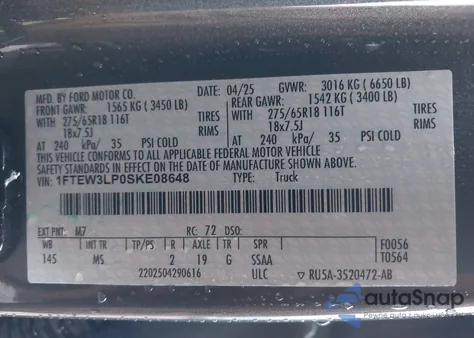 MFD. BY FORD MOTOR CO. 04/25 GVWR: 3016 KG ( 6650 LB)
FRONT GAWR: 1565 KG ( 3450 LB) REAR GAWR: 1542 KG ( 3400 LB)
WITH 275/65R18 116T TIRES WITH 275/65R18 116T TIRES
18x7.5J RIMS 18x7.5J RIMS
AT 240 kPa/ 35 PSI COLD AT 240 kPa/ 35 PSI COLD
THIS VEHICLE CONFORMS TO ALL APPLICABLE FEDERAL MOTOR VEHICLE
SAFETY STANDARDS IN EFFECT ON THE DATE OF MANUFACTURE SHOWN ABOVE.
VIN: 1FTEW3LP0SKE08648 TYPE: Truck
EXT PNT: M7 RC: 72 DSO:
WB INT TR TP/PS R AXLE TR SPR F0056
145 MS 2 19 G SSAA T0564
2202504290616 ULC ▽ RU5A-3520472-AB
autoSnap